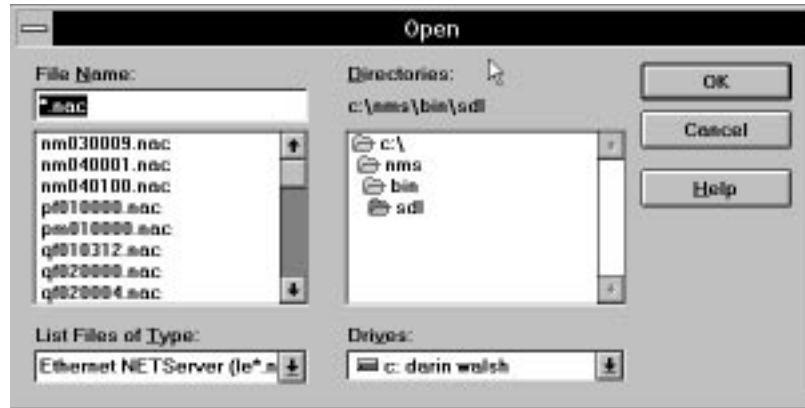 Open
File Name:
*.nac
nm030009.nac
nm040001.nac
nm040100.nac
pf010000.nac
pm010000.nac
qf010312.nac
qf020000.nac
qf020004.nac
List Files of Type:
Ethernet NETServer (le*.n
Directories:
c:\nms\bin\sdl
c:\
nms
bin
sdl
Drives:
c: darin walsh
OK
Cancel
Help